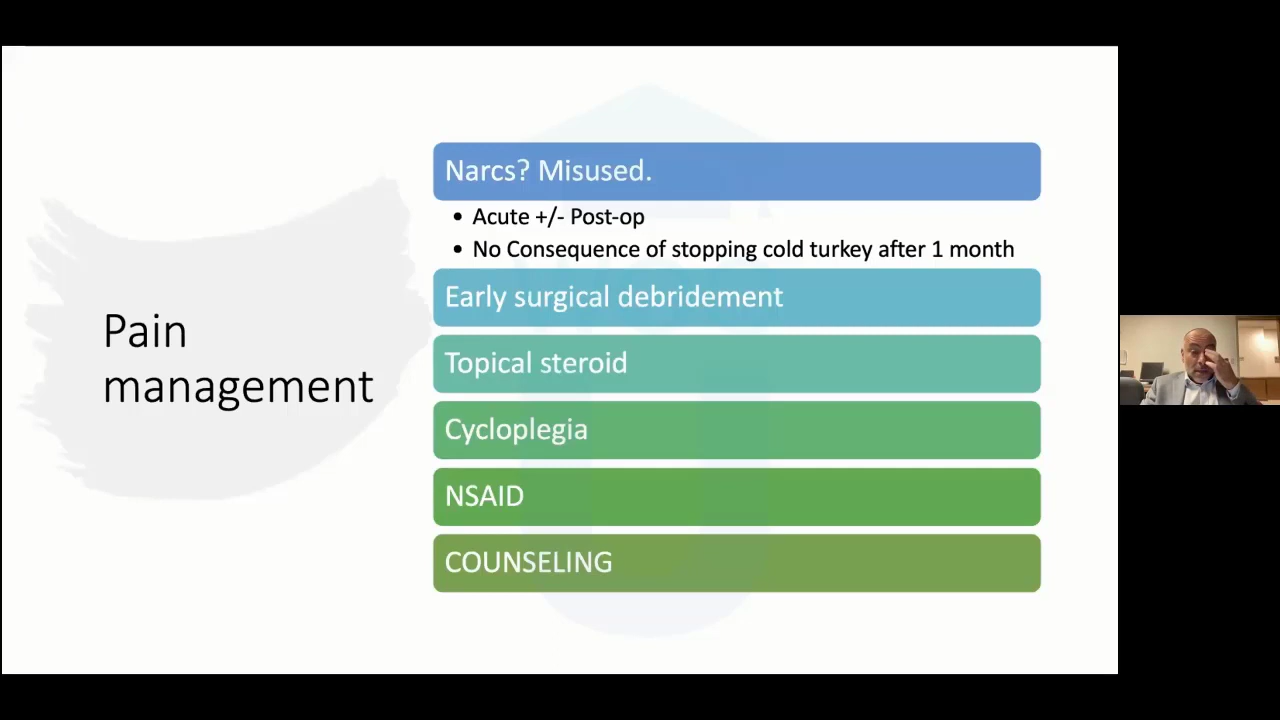 Pain
management
Narcs? Misused.
• Acute +/- Post-op
• No Consequence of stopping cold turkey after 1 month
Early surgical debridement
Topical steroid
Cycloplegia
NSAID
COUNSELING